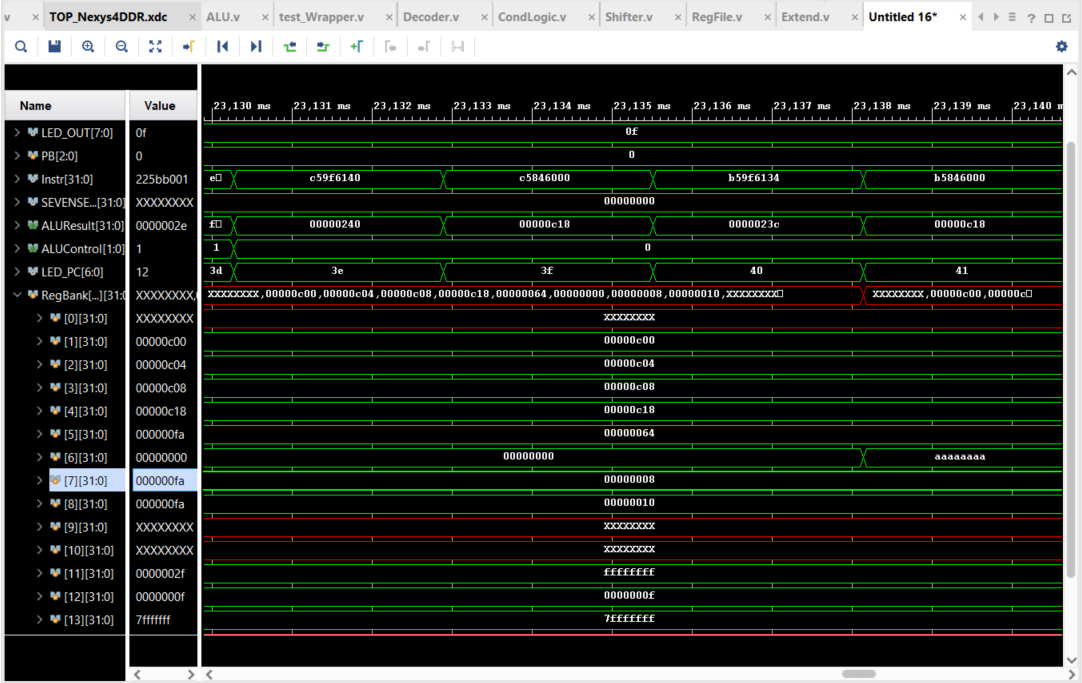 v × TOP_Nexys4DDR.xdc × ALU.v × test_Wrapper.v × Decoder.v × CondLogic.v × Shifter.v × RegFile.v × Extend.v × Untitled 16* × ?
Name Value
23,130 ms 23,131 ms 23,132 ms 23,133 ms 23,134 ms 23,135 ms 23,136 ms 23,137 ms 23,138 ms 23,139 ms 23,140 m
LED_OUT[7:0] 0f 0f
PB[2:0] 0 0
Instr[31:0] 225bb001 e c59f6140 c5846000 b59f6134 b5846000
SEVENSE...[31:0] XXXXXXXX 00000000
ALUResult[31:0] 0000002e f 00000240 00000c18 0000023c 00000c18
ALUControl[1:0] 1 1 0
LED_PC[6:0] 12 3d 3e 3f 40 41
RegBank[...][31:0 XXXXXXXX, XXXXXXXX,00000c00,00000c04,00000c08,00000c18,00000064,00000000,00000008,00000010,XXXXXXXX XXXXXXXX,00000c00,00000c
[0][31:0] XXXXXXXX XXXXXXXX
[1][31:0] 00000c00 00000c00
[2][31:0] 00000c04 00000c04
[3][31:0] 00000c08 00000c08
[4][31:0] 00000c18 00000c18
[5][31:0] 000000fa 00000064
[6][31:0] 00000000 00000000 aaaaaaaa
[7][31:0] 000000fa 00000008
[8][31:0] 000000fa 00000010
[9][31:0] XXXXXXXX XXXXXXXX
[10][31:0] XXXXXXXX XXXXXXXX
[11][31:0] 0000002f ffffffff
[12][31:0] 0000000f 0000000f
[13][31:0] 7fffffff 7fffffff